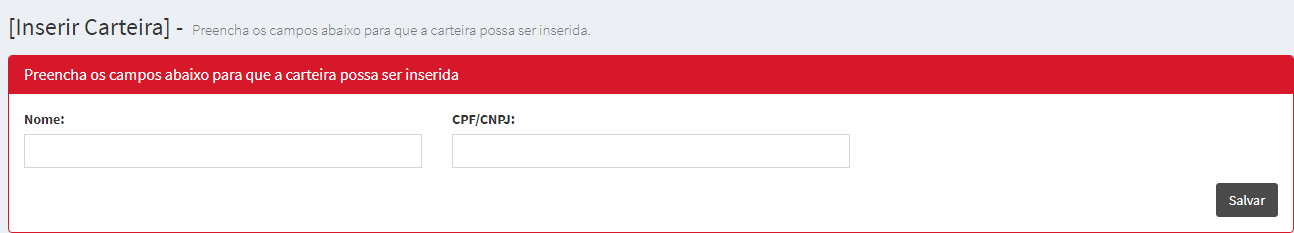 [Inserir Carteira] - Preencha os campos abaixo para que a carteira possa ser inserida.
Preencha os campos abaixo para que a carteira possa ser inserida
Nome: CPF/CNPJ:
Salvar